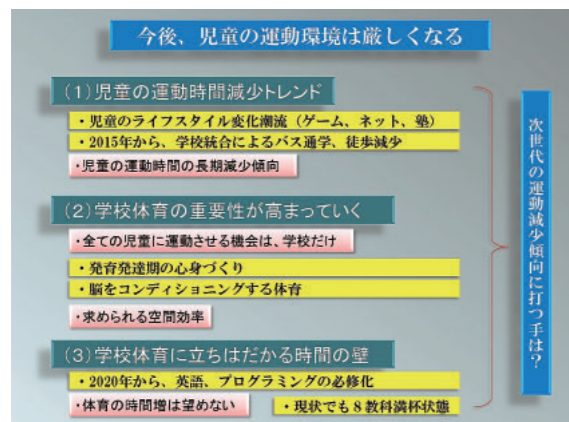 今後、児童の運動環境は厳しくなる
（1）児童の運動時間減少トレンド
・児童のライフスタイル変化潮流（ゲーム、ネット、塾）
・2015年から、学校統合によるバス通学、徒歩減少
・児童の運動時間の長期減少傾向
（2）学校体育の重要性が高まっていく
・全ての児童に運動させる機会は、学校だけ
・発育発達期の心身づくり
・脳をコンディショニングする体育
・求められる空間効率
（3）学校体育に立ちはだかる時間の壁
・2020年から、英語、プログラミングの必修化
・体育の時間増は望めない
・現状でも８教科満杯状態
次世代の運動減少傾向に打つ手は？